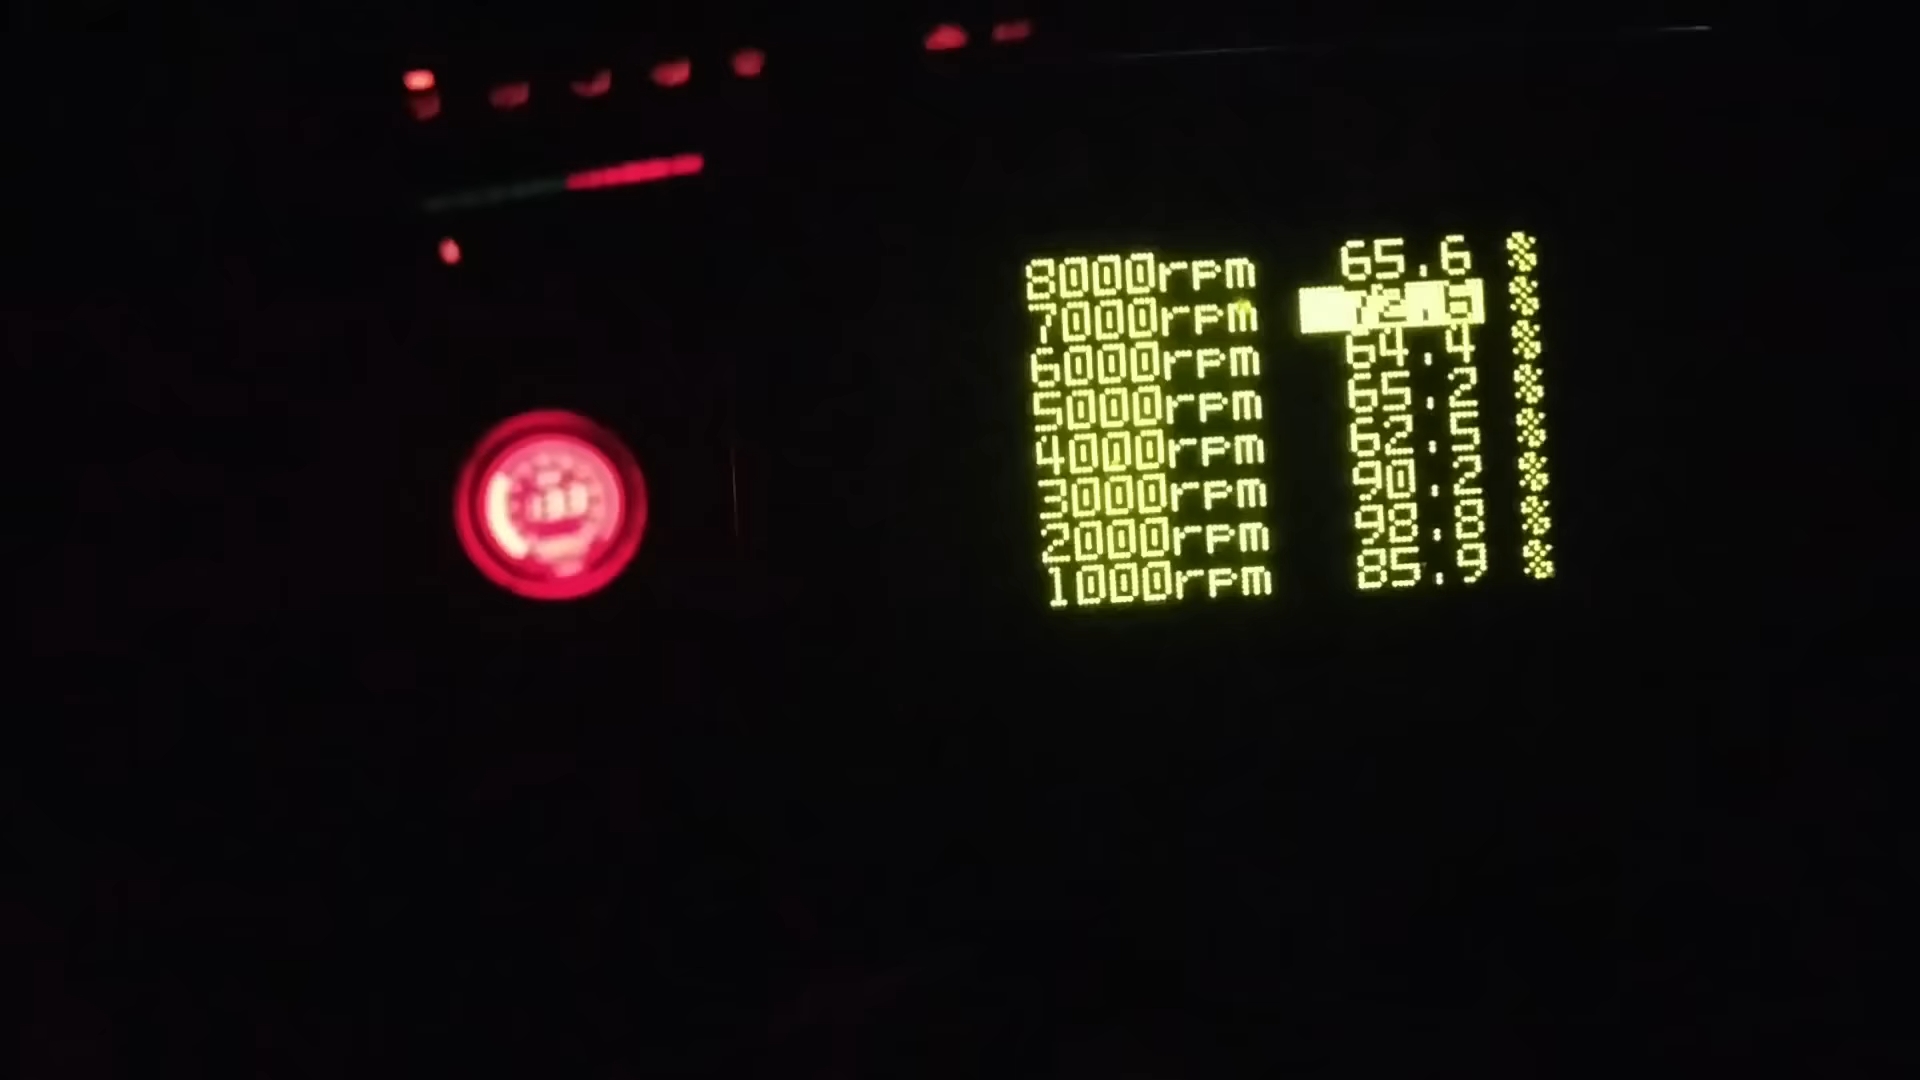 8000rpm 65.6 %
7000rpm %
6000rpm 64.4 %
5000rpm 65.2 %
4000rpm 62.5 %
3000rpm 90.2 %
2000rpm 98.8 %
1000rpm 85.9 %